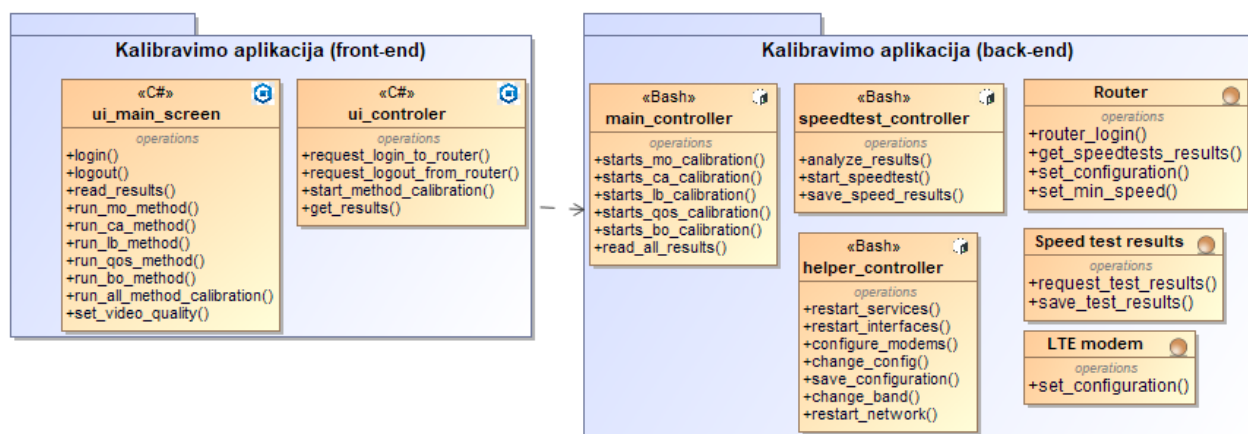 Kalibravimo aplikacija (front-end)
«C#»
ui_main_screen
operations
+login()
+logout()
+read_results()
+run_mo_method()
+run_ca_method()
+run_lb_method()
+run_qos_method()
+run_bo_method()
+run_all_method_calibration()
+set_video_quality()
«C#»
ui_controler
operations
+request_login_to_router()
+request_logout_from_router()
+start_method_calibration()
+get_results()
Kalibravimo aplikacija (back-end)
«Bash»
main_controller
operations
+starts_mo_calibration()
+starts_ca_calibration()
+starts_lb_calibration()
+starts_qos_calibration()
+starts_bo_calibration()
+read_all_results()
«Bash»
speedtest_controller
operations
+analyze_results()
+start_speedtest()
+save_speed_results()
«Bash»
helper_controller
operations
+restart_services()
+restart_interfaces()
+configure_modems()
+change_config()
+save_configuration()
+change_band()
+restart_network()
Router
operations
+router_login()
+get_speedtests_results()
+set_configuration()
+set_min_speed()
Speed test results
operations
+request_test_results()
+save_test_results()
LTE modem
operations
+set_configuration()